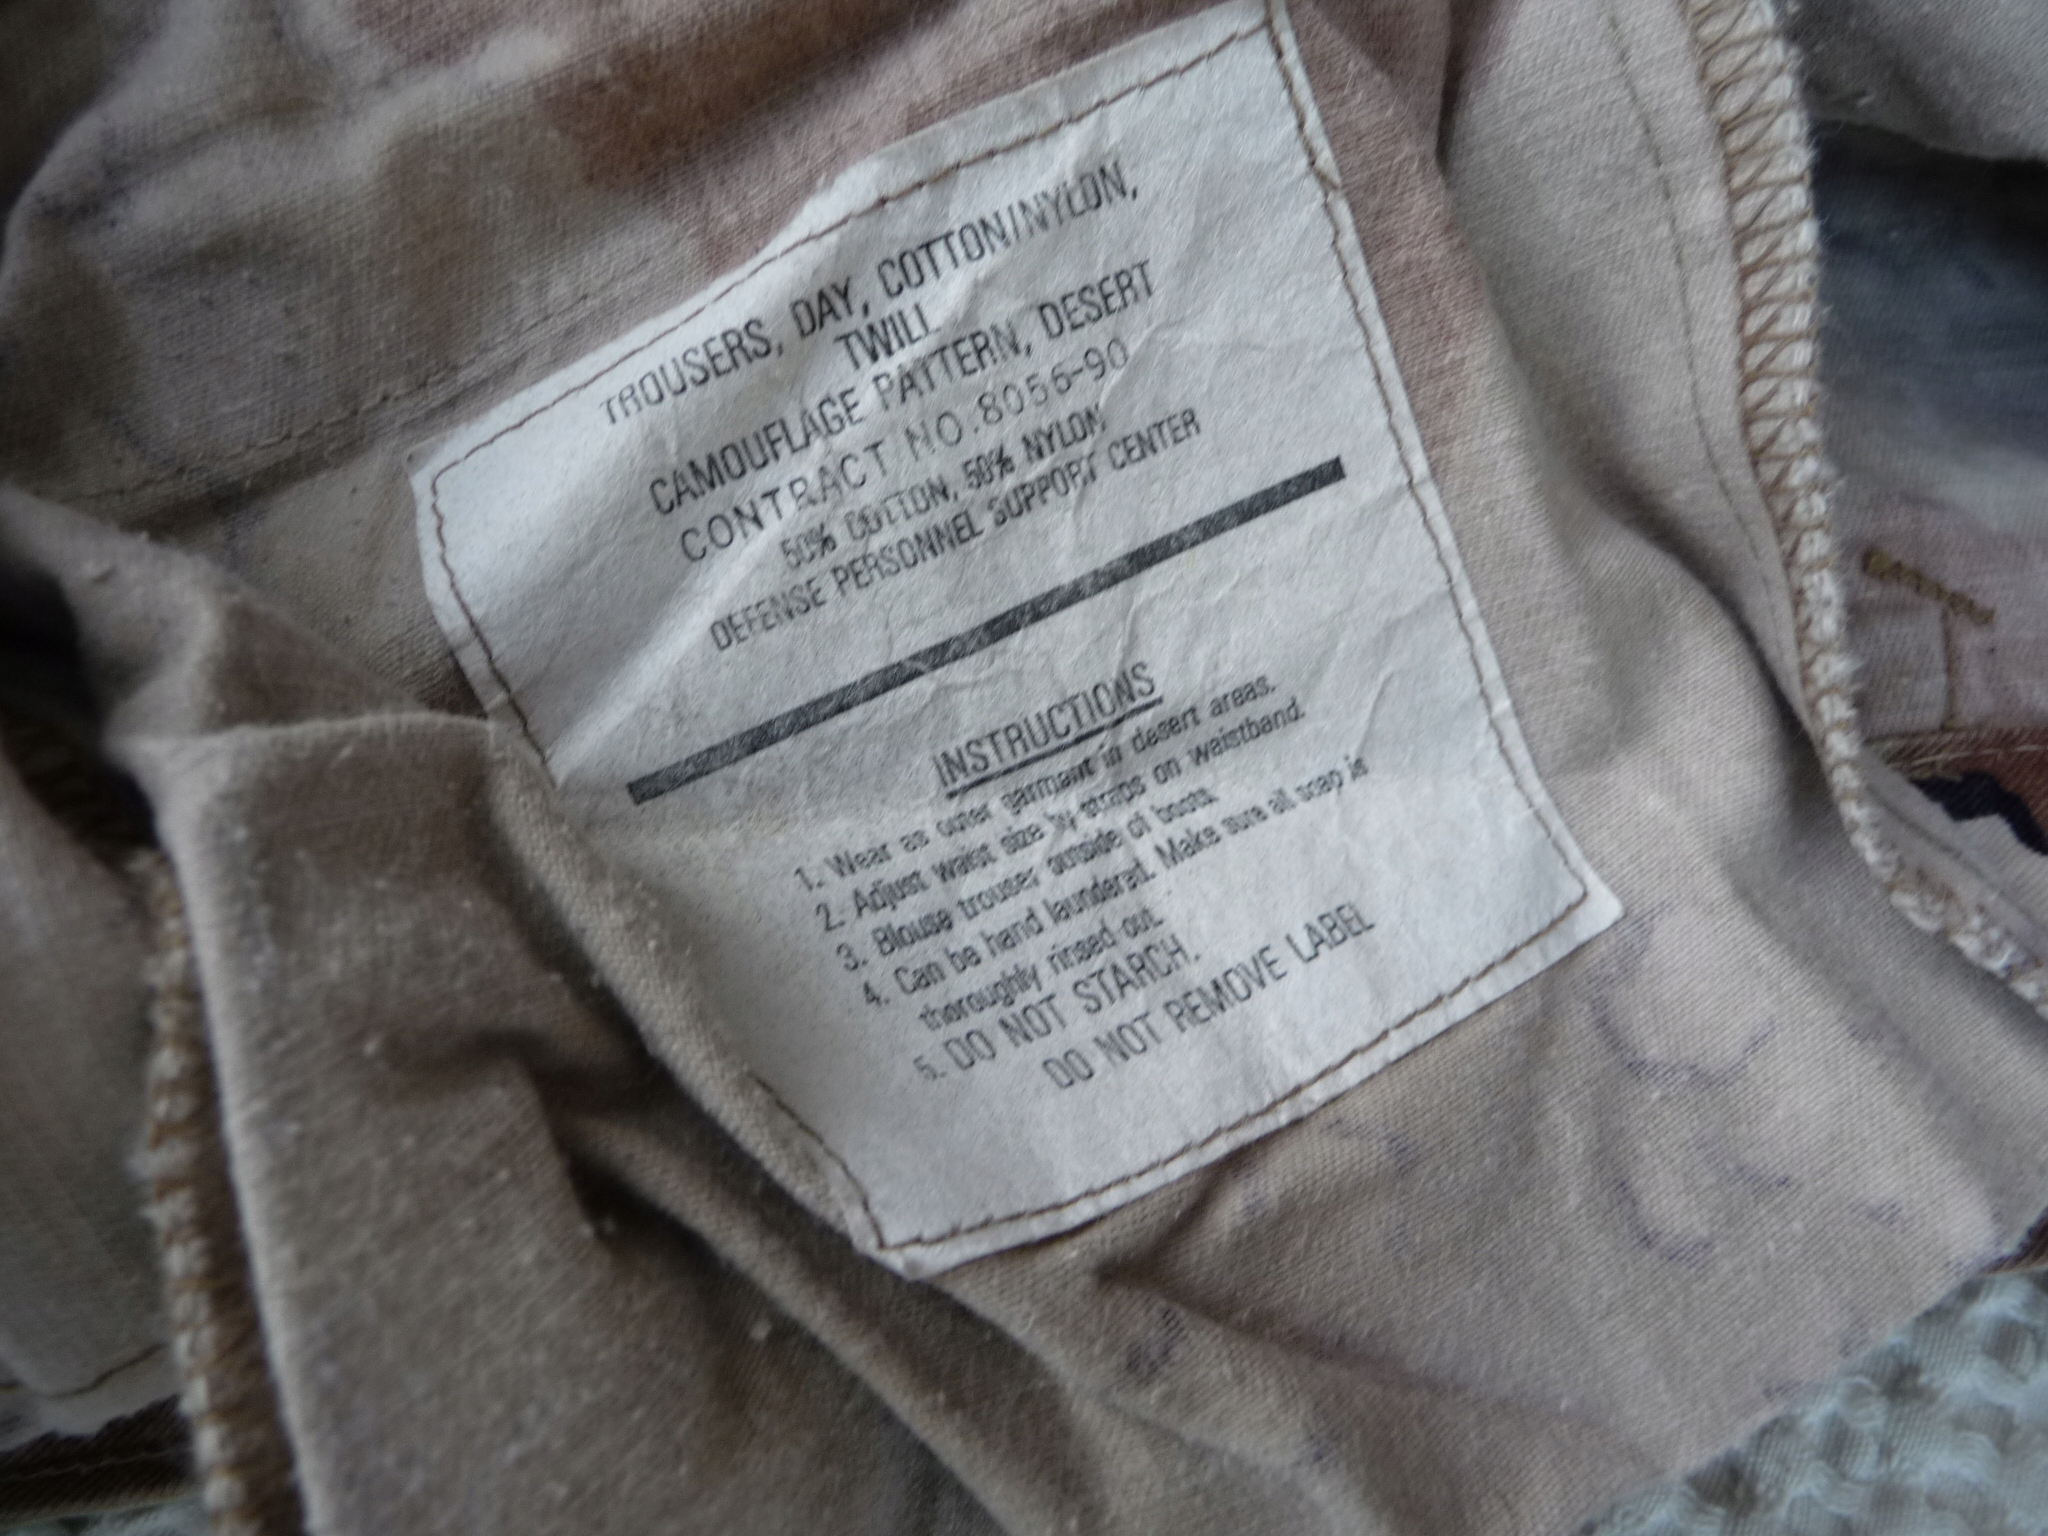 TROUSERS, DAY, COTTON/NYLON,
TWILL
CAMOUFLAGE PATTERN, DESERT
CONTRACT NO.8056-90
50% COTTON, 50% NYLON
DEFENSE PERSONNEL SUPPORT CENTER
INSTRUCTIONS
1. Wear as outer garment in desert areas.
2. Adjust waist size by straps on waistband.
3. Blouse trouser outside of boots.
4. Can be hand laundered. Make sure all soap is
thoroughly rinsed out.
5. DO NOT STARCH.
DO NOT REMOVE LABEL